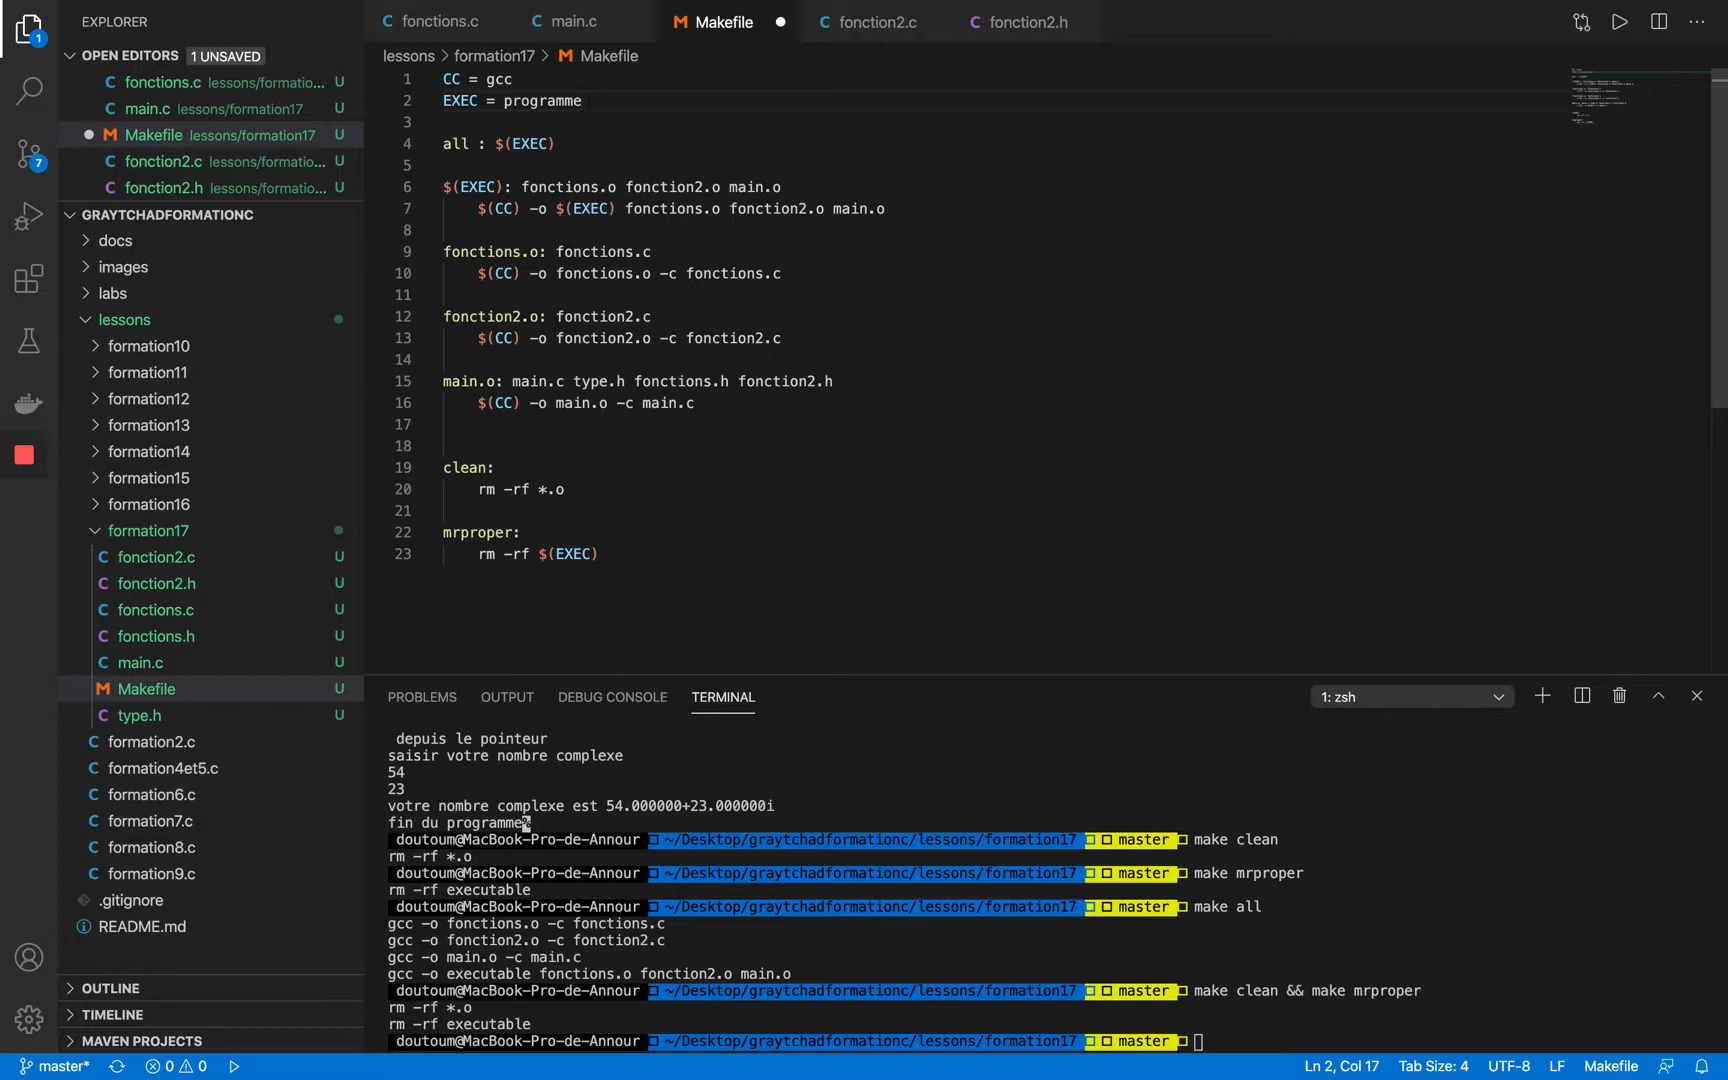 EXPLORER
OPEN EDITORS 1 UNSAVED
C fonctions.c lessons/formatio... U
C main.c lessons/formation17 U
M Makefile lessons/formation17 U
C fonction2.c lessons/formatio... U
C fonction2.h lessons/formatio... U
GRAYTCHADFORMATIONC
docs
images
labs
lessons
formation10
formation11
formation12
formation13
formation14
formation15
formation16
formation17
C fonction2.c U
C fonction2.h U
C fonctions.c U
C fonctions.h U
C main.c U
M Makefile U
C type.h U
C formation2.c
C formation4et5.c
C formation6.c
C formation7.c
C formation8.c
C formation9.c
.gitignore
README.md
OUTLINE
TIMELINE
MAVEN PROJECTS
1
7
C fonctions.c C main.c M Makefile C fonction2.c C fonction2.h
lessons > formation17 > M Makefile
1 CC = gcc
2 EXEC = programme
3
4 all : $(EXEC)
5
6 $(EXEC): fonctions.o fonction2.o main.o
7 $(CC) -o $(EXEC) fonctions.o fonction2.o main.o
8
9 fonctions.o: fonctions.c
10 $(CC) -o fonctions.o -c fonctions.c
11
12 fonction2.o: fonction2.c
13 $(CC) -o fonction2.o -c fonction2.c
14
15 main.o: main.c type.h fonctions.h fonction2.h
16 $(CC) -o main.o -c main.c
17
18
19 clean:
20 rm -rf *.o
21
22 mrproper:
23 rm -rf $(EXEC)
PROBLEMS OUTPUT DEBUG CONSOLE TERMINAL 1: zsh
depuis le pointeur
saisir votre nombre complexe
54
23
votre nombre complexe est 54.000000+23.000000i
fin du programme%
doutoum@MacBook-Pro-de-Annour ~/Desktop/graytchadformationc/lessons/formation17 master make clean
rm -rf *.o
doutoum@MacBook-Pro-de-Annour ~/Desktop/graytchadformationc/lessons/formation17 master make mrproper
rm -rf executable
doutoum@MacBook-Pro-de-Annour ~/Desktop/graytchadformationc/lessons/formation17 master make all
gcc -o fonctions.o -c fonctions.c
gcc -o fonction2.o -c fonction2.c
gcc -o main.o -c main.c
gcc -o executable fonctions.o fonction2.o main.o
doutoum@MacBook-Pro-de-Annour ~/Desktop/graytchadformationc/lessons/formation17 master make clean && make mrproper
rm -rf *.o
rm -rf executable
doutoum@MacBook-Pro-de-Annour ~/Desktop/graytchadformationc/lessons/formation17 master
master* 0 0 Ln 2, Col 17 Tab Size: 4 UTF-8 LF Makefile